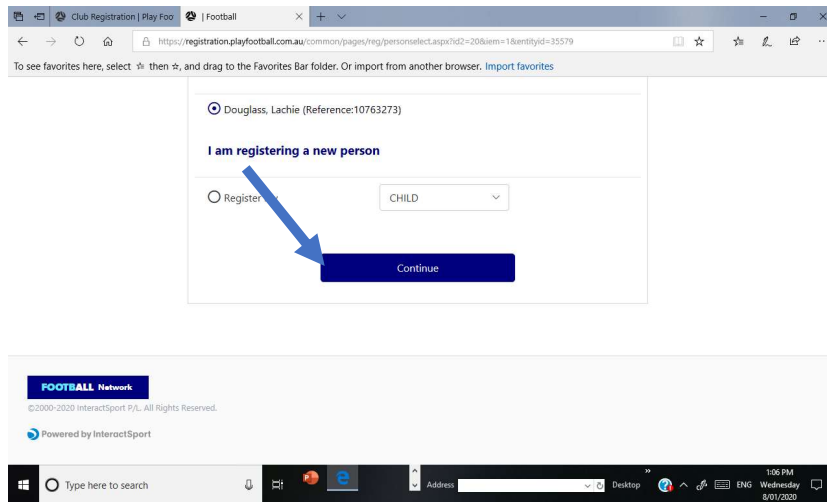 Club Registration | Play Foo
| Football
https://registration.playfootball.com.au/common/pages/reg/personselect.aspx?id2=20&iem=1&entityid=35579
To see favorites here, select then, and drag to the Favorites Bar folder. Or import from another browser. Import favorites
Douglass, Lachie (Reference:10763273)
I am registering a new person
Register
CHILD
Continue
FOOTBALL Network
©2000-2020 InteractSport P/L. All Rights Reserved.
Powered by InteractSport
Type here to search
Address
Desktop
ENG
1:06 PM
Wednesday
8/01/2020